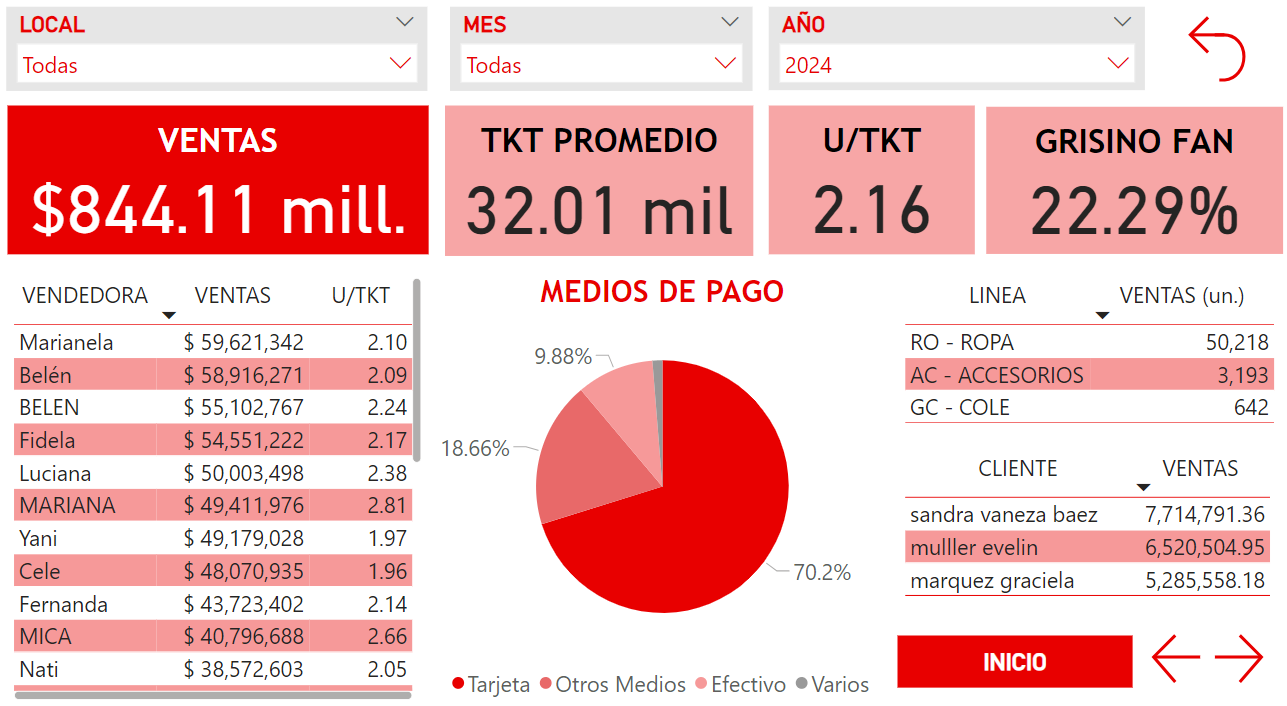 LOCAL
Todas
MES
Todas
AÑO
2024
VENTAS
$844.11 mill.
TKT PROMEDIO
32.01 mil
U/TKT
2.16
GRISINO FAN
22.29%
VENDEDORA VENTAS U/TKT
Marianela $ 59,621,342 2.10
Belén $ 58,916,271 2.09
BELEN $ 55,102,767 2.24
Fidela $ 54,551,222 2.17
Luciana $ 50,003,498 2.38
MARIANA $ 49,411,976 2.81
Yani $ 49,179,028 1.97
Cele $ 48,070,935 1.96
Fernanda $ 43,723,402 2.14
MICA $ 40,796,688 2.66
Nati $ 38,572,603 2.05
MEDIOS DE PAGO
9.88%
18.66%
70.2%
Tarjeta Otros Medios Efectivo Varios
LINEA VENTAS (un.)
RO - ROPA 50,218
AC - ACCESORIOS 3,193
GC - COLE 642
CLIENTE VENTAS
sandra vaneza baez 7,714,791.36
mulller evelin 6,520,504.95
marquez graciela 5,285,558.18
INICIO